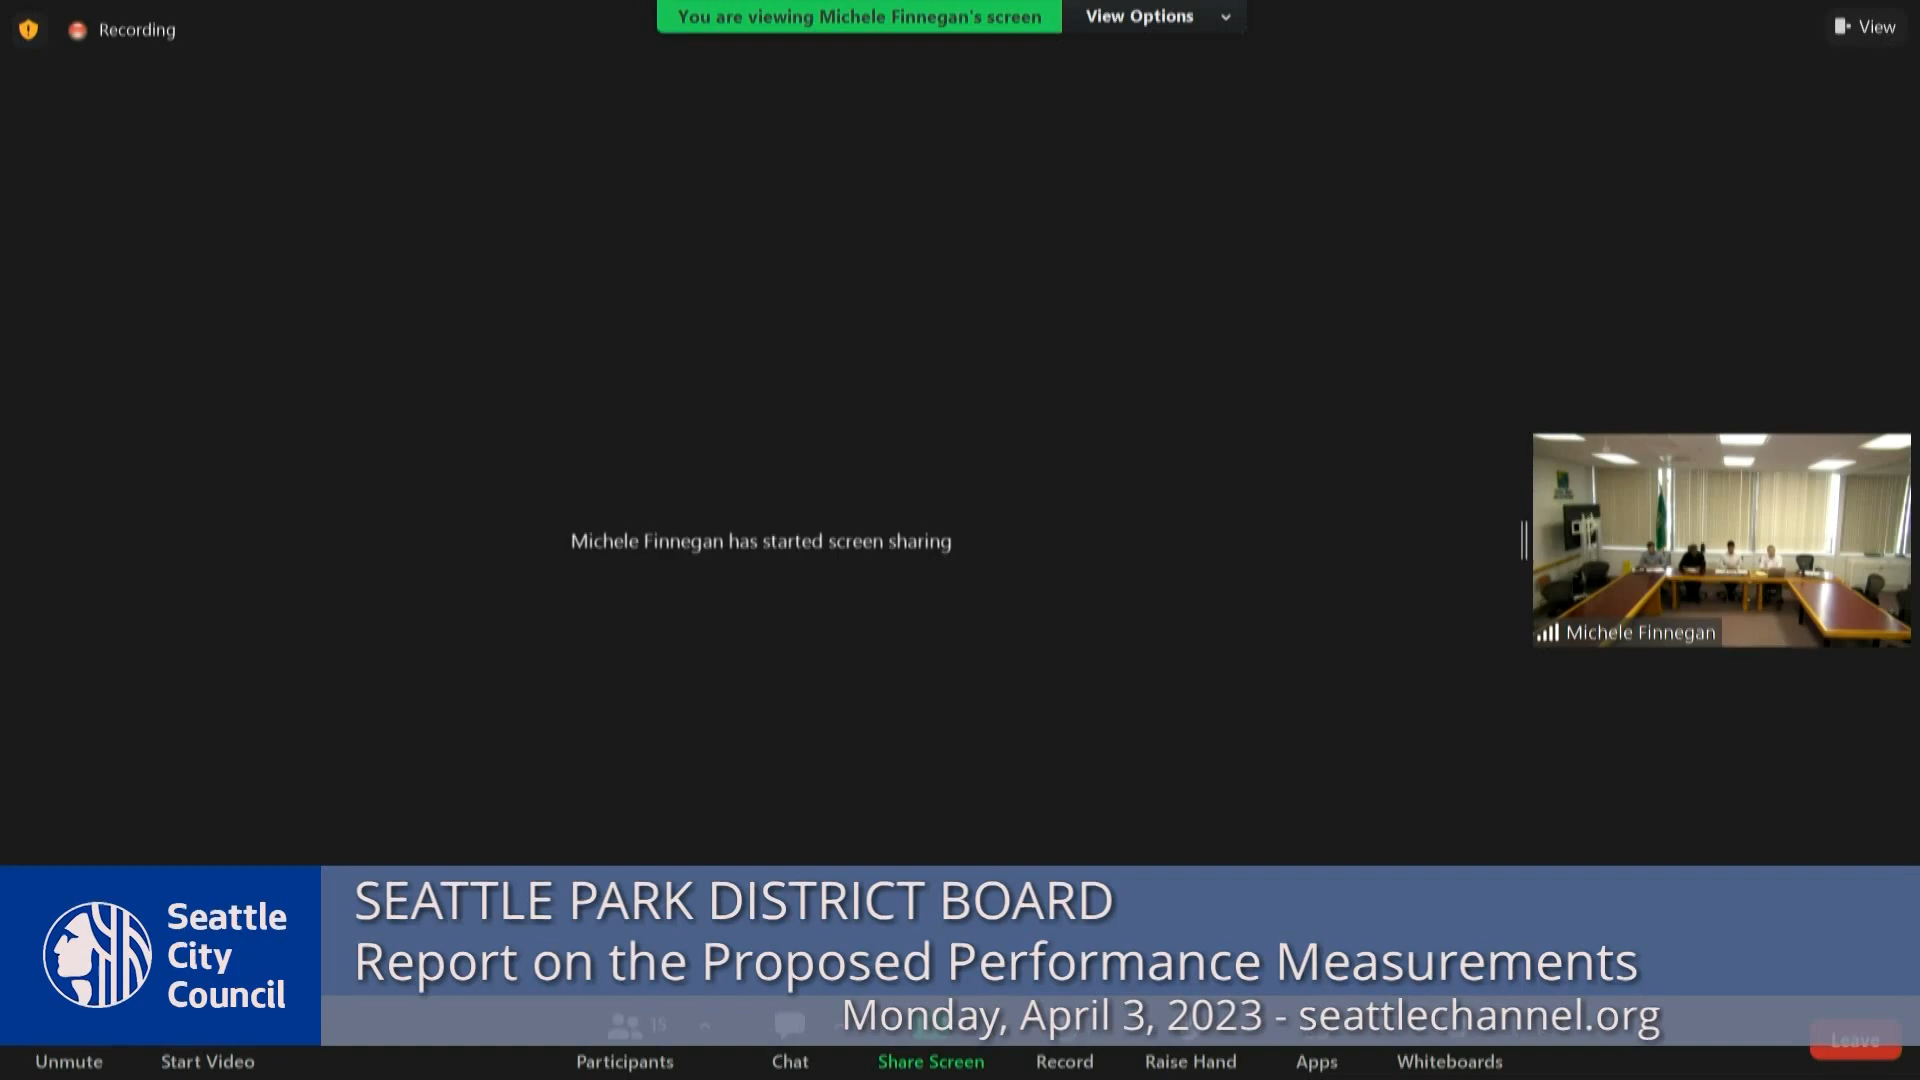 Recording
You are viewing Michele Finnegan's screen
View Options
View
Michele Finnegan has started screen sharing
Michele Finnegan
Seattle
City
Council
SEATTLE PARK DISTRICT BOARD
Report on the Proposed Performance Measurements
Monday, April 3, 2023 - seattlechannel.org
15
Leave
Unmute
Start Video
Participants
Chat
Share Screen
Record
Raise Hand
Apps
Whiteboards